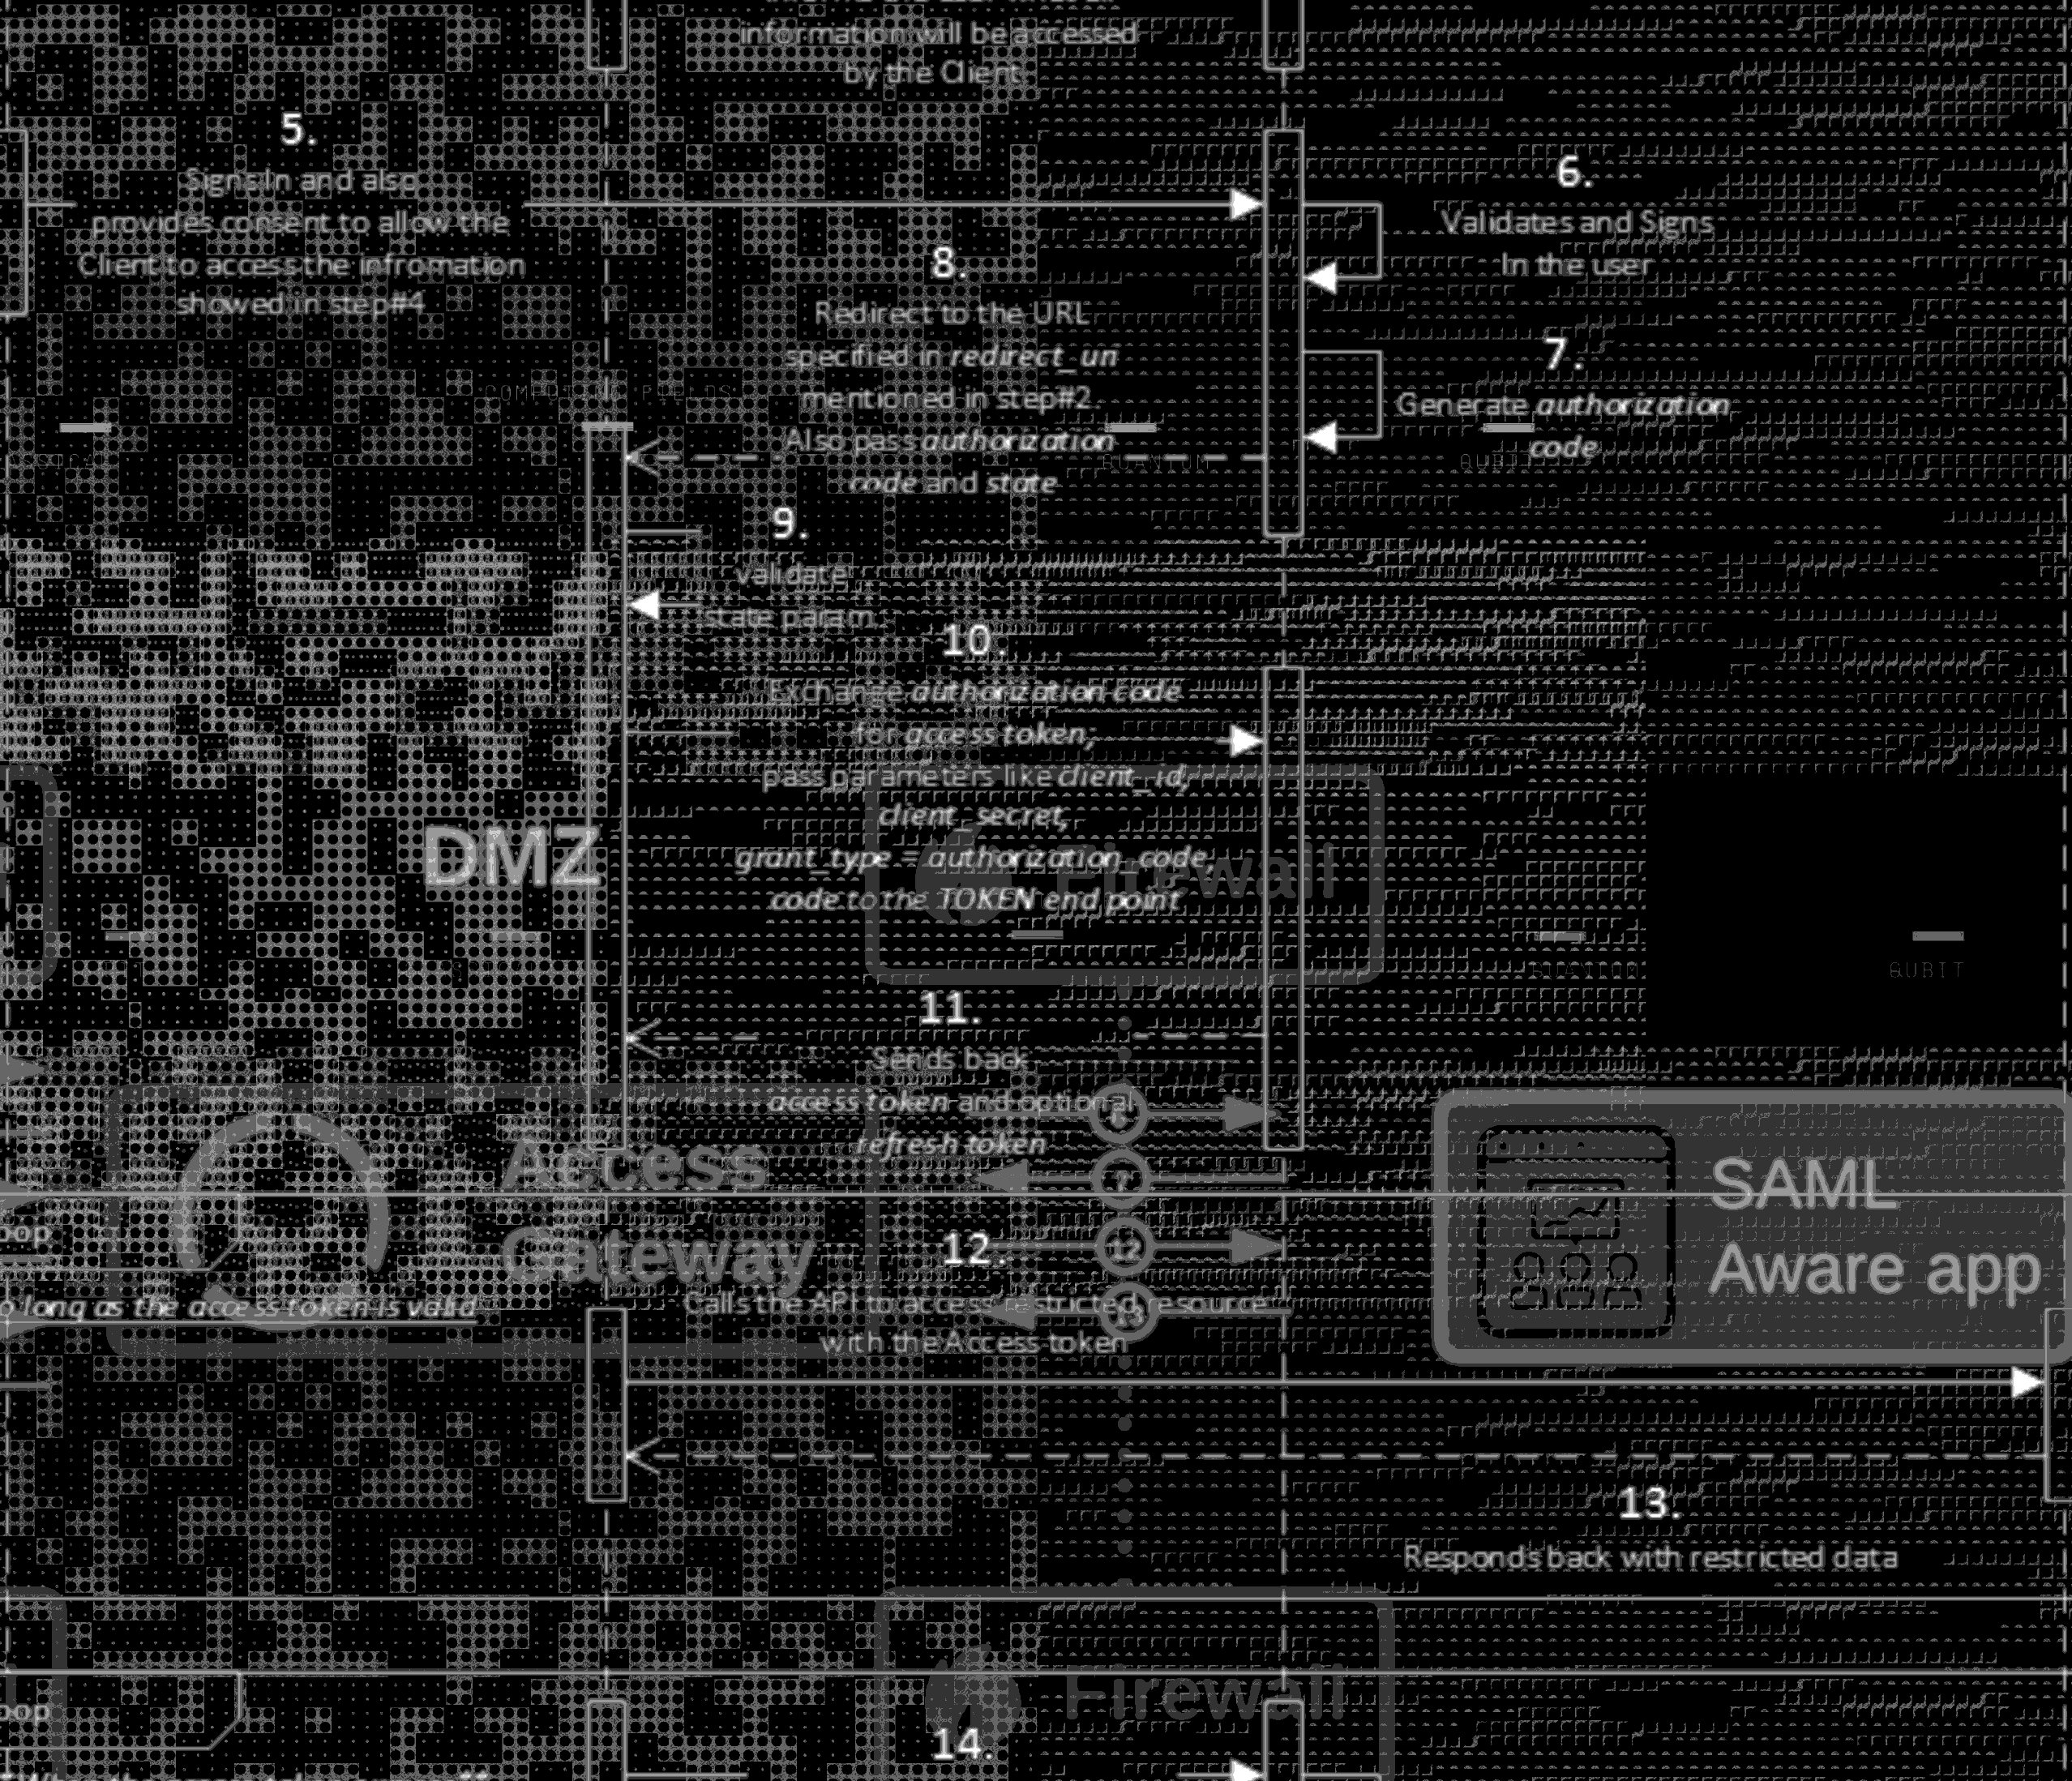 information will be accessed
by the Client
5.
Signs In and also
provides consent to allow the
Client to access the infromation
showed in step#4
6.
Validates and Signs
In the user
8.
Redirect to the URL
specified in redirect_uri
mentioned in step#2.
Also pass authorization
code and state
7.
Generate authorization
code
COMPUTING FIELDS
QUANTUM
QUBIT
9.
validate
state param.
10.
Exchange authorization code
for access token;
pass parameters like client_id,
client_secret,
grant_type = authorization_code,
code to the TOKEN end point
DMZ
Firewall
QUANTUM
QUBIT
11.
Sends back
access token and optional
refresh token
Access
Gateway
7
12
13
SAML
Aware app
oop
12.
o long as the access token is valid
Calls the API to access restricted resource
with the Access token
13.
Responds back with restricted data
oop
Firewall
14.